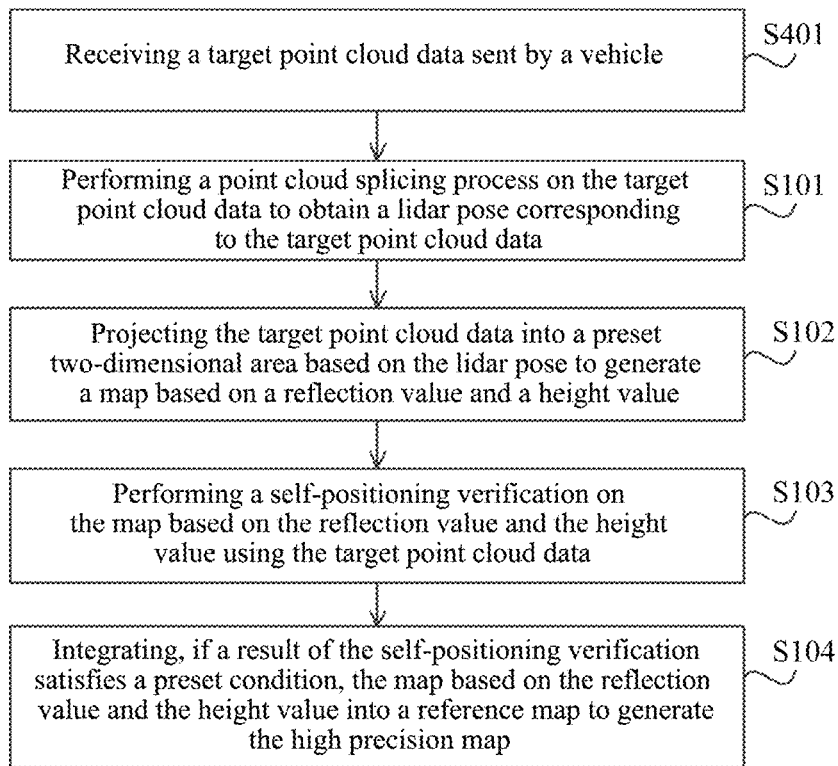 Receiving a target point cloud data sent by a vehicle
S401
Performing a point cloud splicing process on the target
point cloud data to obtain a lidar pose corresponding
to the target point cloud data
S101
Projecting the target point cloud data into a preset
two-dimensional area based on the lidar pose to generate
a map based on a reflection value and a height value
S102
Performing a self-positioning verification on
the map based on the reflection value and the height
value using the target point cloud data
S103
Integrating, if a result of the self-positioning verification
satisfies a preset condition, the map based on the reflection
value and the height value into a reference map to generate
the high precision map
S104